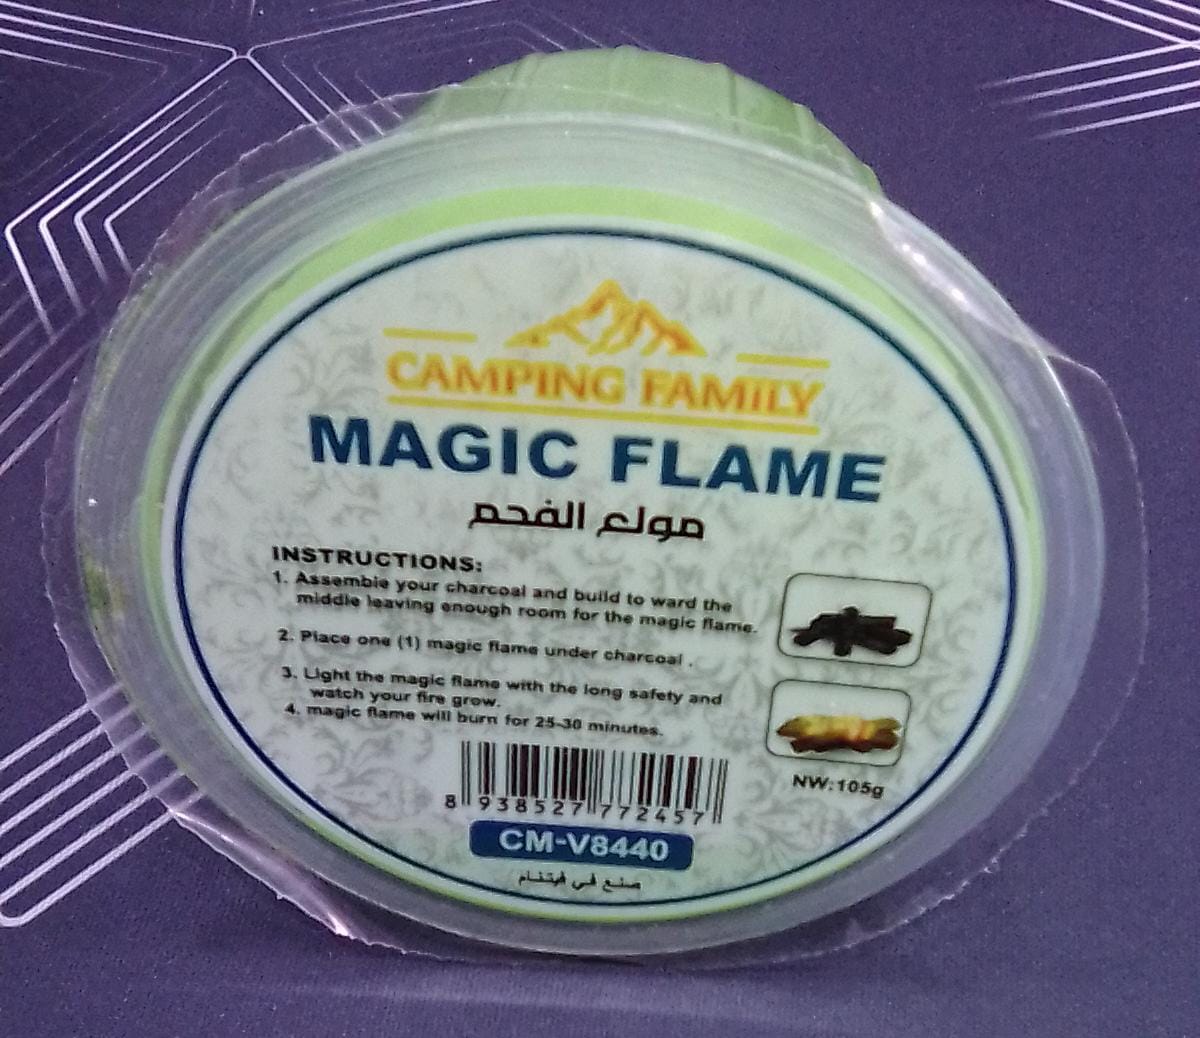 CAMPING FAMILY
MAGIC FLAME
مولع الفحم
INSTRUCTIONS:
1. Assemble your charcoal and build to ward the
middle leaving enough room for the magic flame.
2. Place one (1) magic flame under charcoal .
3. Light the magic flame with the long safety and
watch your fire grow.
4. magic flame will burn for 25-30 minutes.
NW:105g
8 938527 772457
CM-V8440
صنع في فيتنام